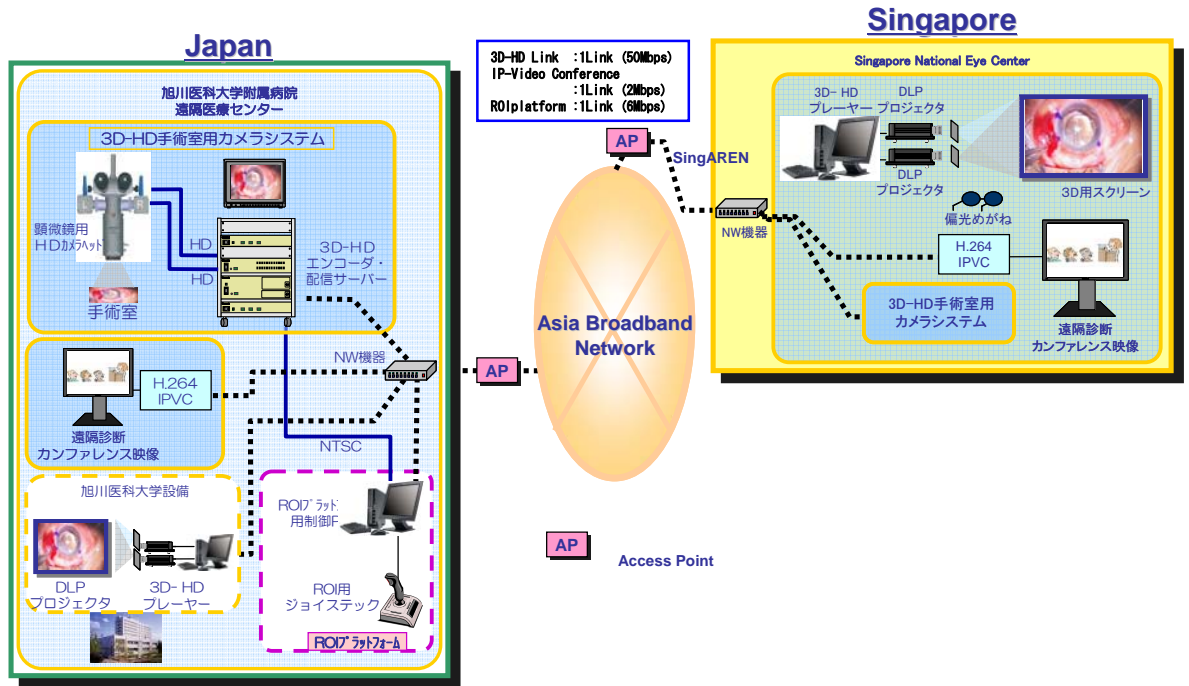 Japan
旭川医科大学附属病院
遠隔医療センター
3D-HD手術室用カメラシステム
顕微鏡用
HDカメラヘット
HD
HD
手術室
3D-HD
エンコーダ・
配信サーバー
NW機器
H.264
IPVC
遠隔診断
カンファレンス映像
NTSC
旭川医科大学設備
DLP
プロジェクタ
3D- HD
プレーヤー
ROIプラット
用制御P
ROI用
ジョイステック
ROIプラットフォーム
3D-HD Link :1Link (50Mbps)
IP-Video Conference
:1Link (2Mbps)
ROIplatform :1Link (6Mbps)
AP
SingAREN
AP
Asia Broadband
Network
AP
Access Point
Singapore
Singapore National Eye Center
3D- HD
プレーヤー
DLP
プロジェクタ
DLP
プロジェクタ
3D用スクリーン
偏光めがね
NW機器
H.264
IPVC
3D-HD手術室用
カメラシステム
遠隔診断
カンファレンス映像